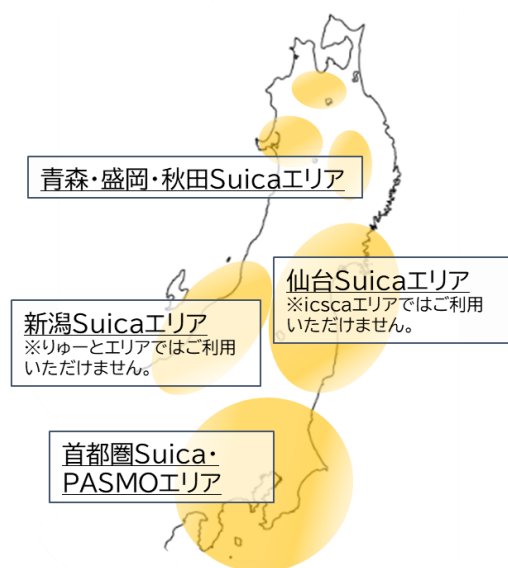 青森・盛岡・秋田Suicaエリア
仙台Suicaエリア
※icscaエリアではご利用
いただけません。
新潟Suicaエリア
※りゅーとエリアではご利用
いただけません。
首都圏Suica・
PASMOエリア